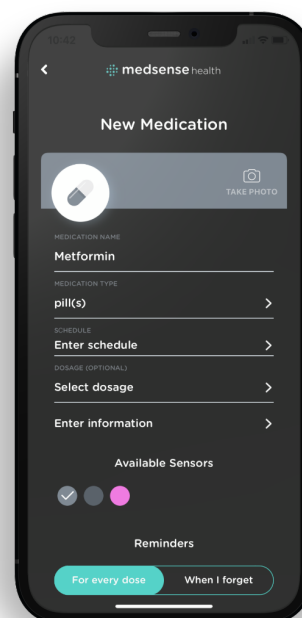 10:42
medsense health
New Medication
TAKE PHOTO
MEDICATION NAME
Metformin
MEDICATION TYPE
pill(s)
SCHEDULE
Enter schedule
DOSAGE (OPTIONAL)
Select dosage
Enter information
Available Sensors
Reminders
For every dose When I forget